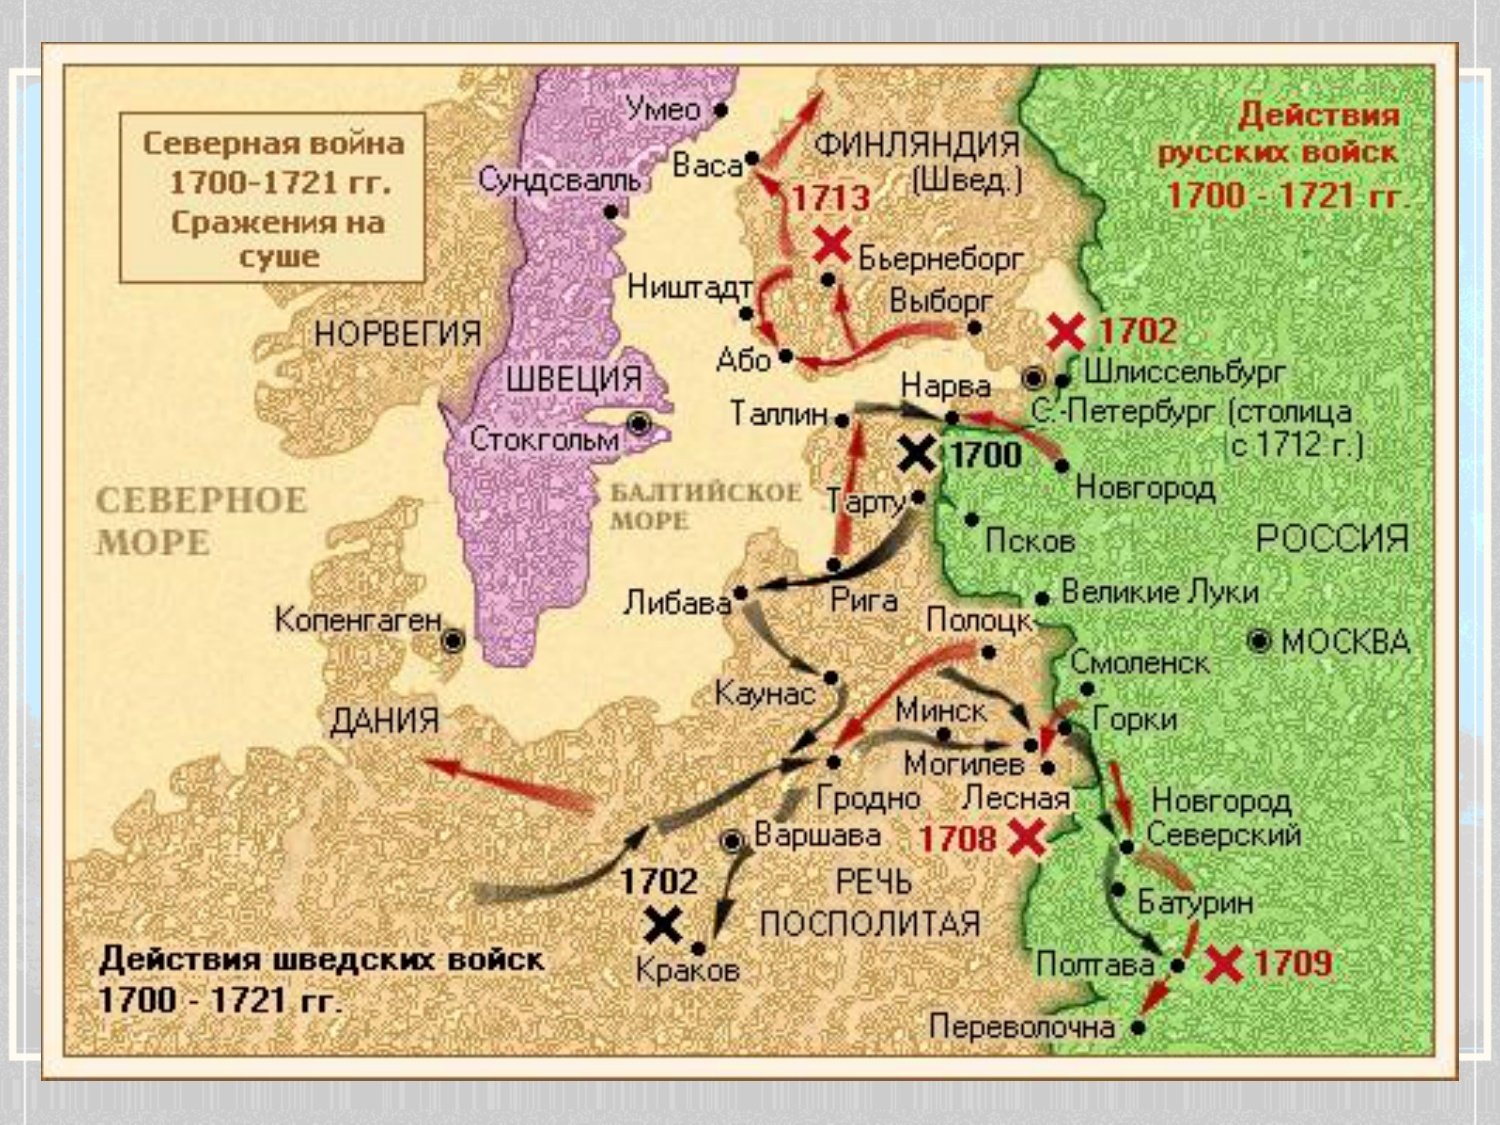 Северная война
1700-1721 гг.
Сражения на
суше
Действия
русских войск
1700 - 1721 гг.
Умео
Васа
ФИНЛЯНДИЯ
(Швед.)
Сундсвалль
1713
Бьернеборг
Ништадт
Выборг
НОРВЕГИЯ
1702
Або
Шлиссельбург
ШВЕЦИЯ
Нарва
Таллин
С.-Петербург (столица
с 1712 г.)
Стокгольм
1700
Новгород
СЕВЕРНОЕ
МОРЕ
БАЛТИЙСКОЕ
МОРЕ
Тарту
Псков
РОССИЯ
Либава
Рига
Великие Луки
Копенгаген
Полоцк
МОСКВА
Смоленск
Каунас
ДАНИЯ
Минск
Горки
Могилев
Гродно
Лесная
Новгород
Северский
Варшава
1708
1702
РЕЧЬ
ПОСПОЛИТАЯ
Батурин
Действия шведских войск
1700 - 1721 гг.
Краков
Полтава
1709
Переволочна